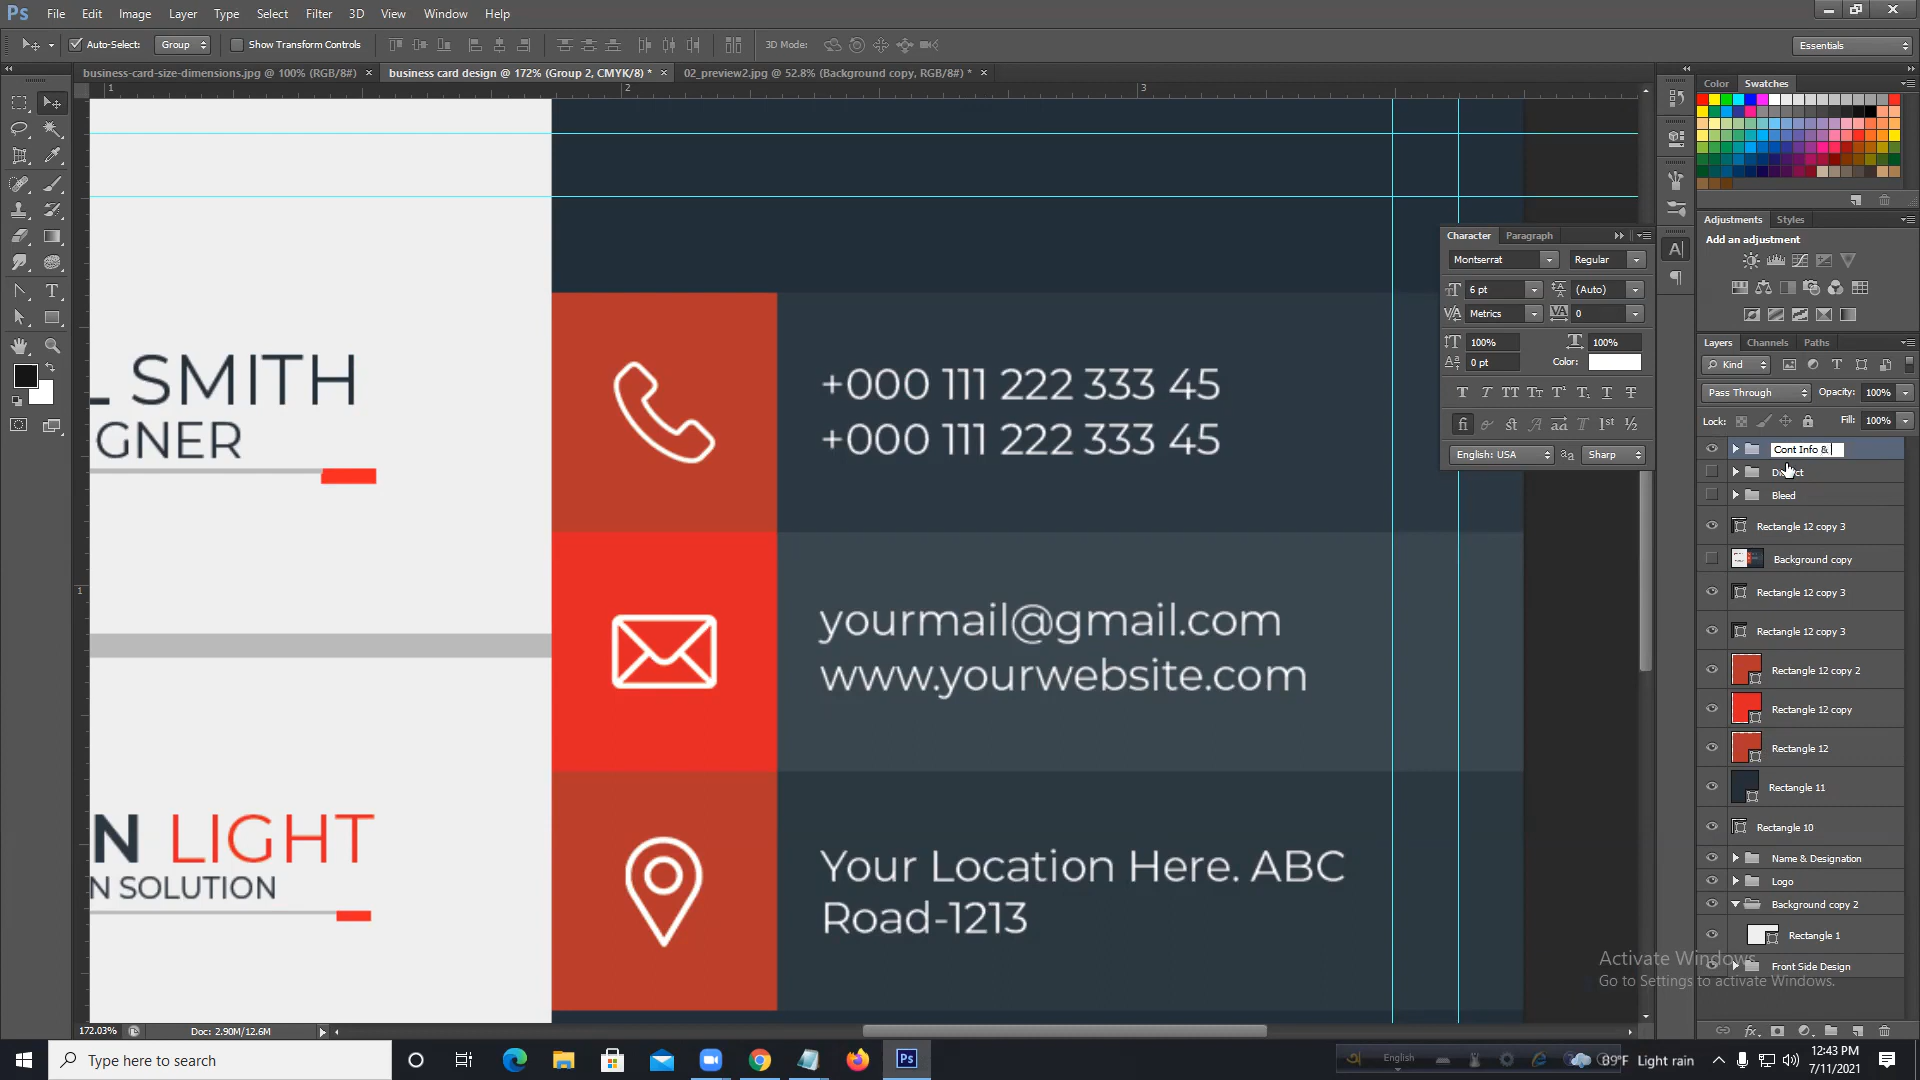 Ps File Edit Image Layer Type Select Filter 3D View Window Help
Auto-Select: Group Show Transform Controls 3D Mode: Essentials
business-card-size-dimensions.jpg @ 100% (RGB/8#) × business card design @ 172% (Group 2, CMYK/8) * × 02_preview2.jpg @ 52.8% (Background copy, RGB/8#) * ×
1 2 3
Color Swatches
Adjustments Styles
Add an adjustment
Character Paragraph
Montserrat Regular
6 pt (Auto)
Metrics 0
100% 100%
0 pt Color:
English: USA Sharp
Layers Channels Paths
Kind
Pass Through Opacity: 100%
Lock: Fill: 100%
Cont Info &
Bleed
Rectangle 12 copy 3
Background copy
Rectangle 12 copy 3
Rectangle 12 copy 3
Rectangle 12 copy 2
Rectangle 12 copy
Rectangle 12
Rectangle 11
Rectangle 10
Name & Designation
Logo
Background copy 2
Rectangle 1
Front Side Design
L SMITH
GNER
N LIGHT
N SOLUTION
+000 111 222 333 45
+000 111 222 333 45
yourmail@gmail.com
www.yourwebsite.com
Your Location Here. ABC
Road-1213
Activate Windows
Go to Settings to activate Windows.
172.03% Doc: 2.90M/12.6M
Type here to search
Ps
English
89°F Light rain
12:43 PM
7/11/2021